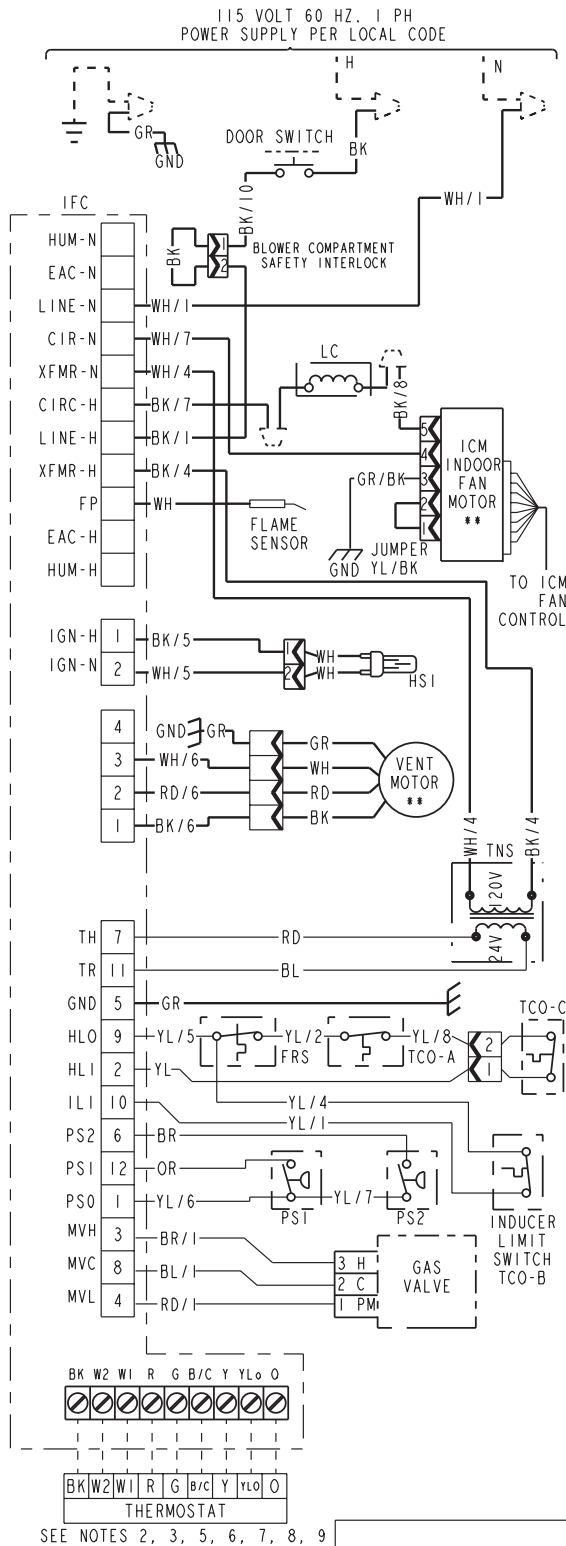 115 VOLT 60 HZ. 1 PH
POWER SUPPLY PER LOCAL CODE
H
N
GR
GND
DOOR SWITCH
BK
BK/10
WH/1
IFC
HUM-N
EAC-N
LINE-N
CIR-N
XFMR-N
CIRC-H
LINE-H
XFMR-H
FP
EAC-H
HUM-H
BK
1
2
BLOWER COMPARTMENT
SAFETY INTERLOCK
WH/1
WH/7
WH/4
BK/7
BK/1
BK/4
WH
LC
BK/8
5
4
3
2
1
ICM
INDOOR
FAN
MOTOR
**
GR/BK
GND
JUMPER
YL/BK
FLAME
SENSOR
TO ICM
FAN
CONTROL
IGN-H 1 BK/5
IGN-N 2 WH/5
1 WH
2 WH
HSI
4 GND GR GR
3 WH/6 WH
2 RD/6 RD
1 BK/6 BK
VENT
MOTOR
**
WH/4
BK/4
TNS
120V
24V
TH 7 RD
TR 11 BL
GND 5 GR
HLO 9 YL/5 YL/2 YL/8 2
FRS
TCO-A
TCO-C
HLI 2 YL 1
ILI 10 YL/4
YL/1
PS2 6 BR
PS1 12 OR
PSO 1 YL/6 YL/7
PS1
PS2
INDUCER
LIMIT
SWITCH
TCO-B
MVH 3 BR/1
MVC 8 BL/1
MVL 4 RD/1
3 H
2 C
1 PM
GAS
VALVE
BK W2 W1 R G B/C Y YLo O
BK W2 W1 R G B/C Y YLO O
THERMOSTAT
SEE NOTES 2, 3, 5, 6, 7, 8, 9